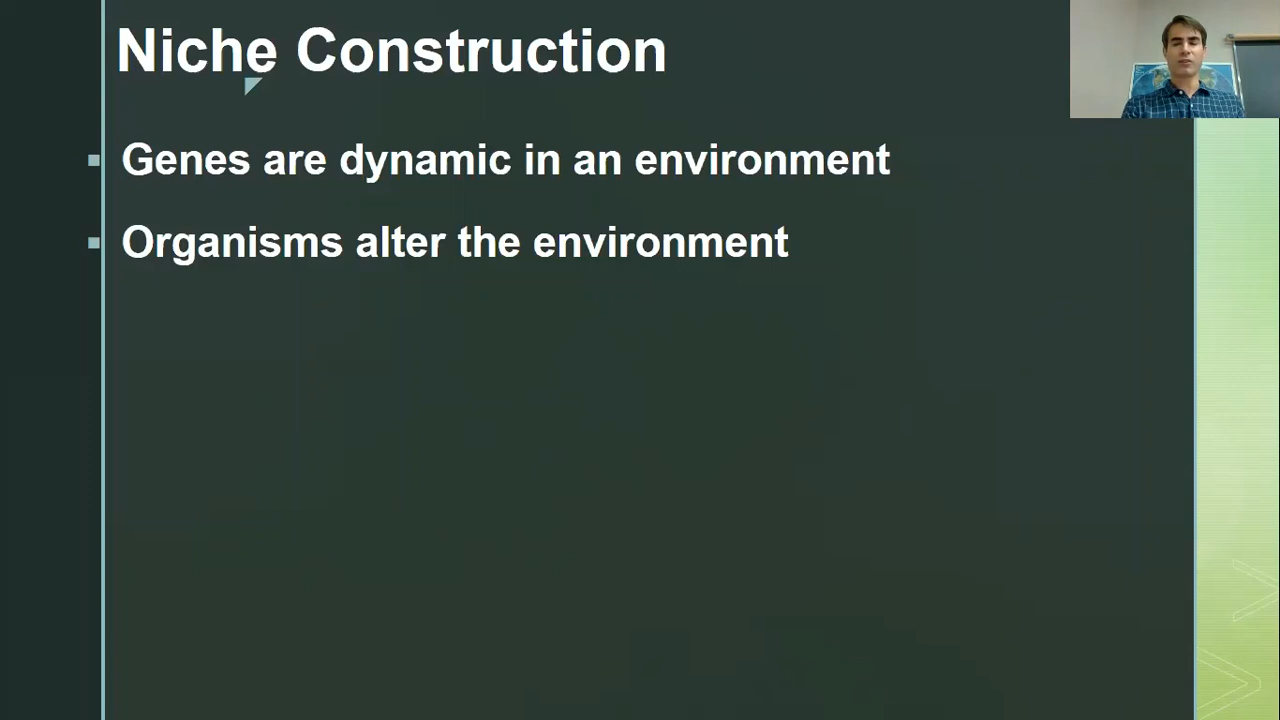 Niche Construction
Genes are dynamic in an environment
Organisms alter the environment